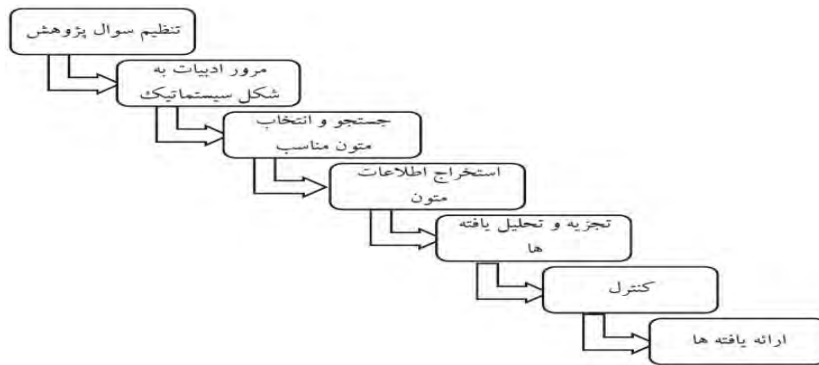 تنظیم سوال پژوهش
مرور ادبیات به
شکل سیستماتیک
جستجو و انتخاب
متون مناسب
استخراج اطلاعات
متون
تجزیه و تحلیل یافته
ها
کنترل
ارائه یافته ها